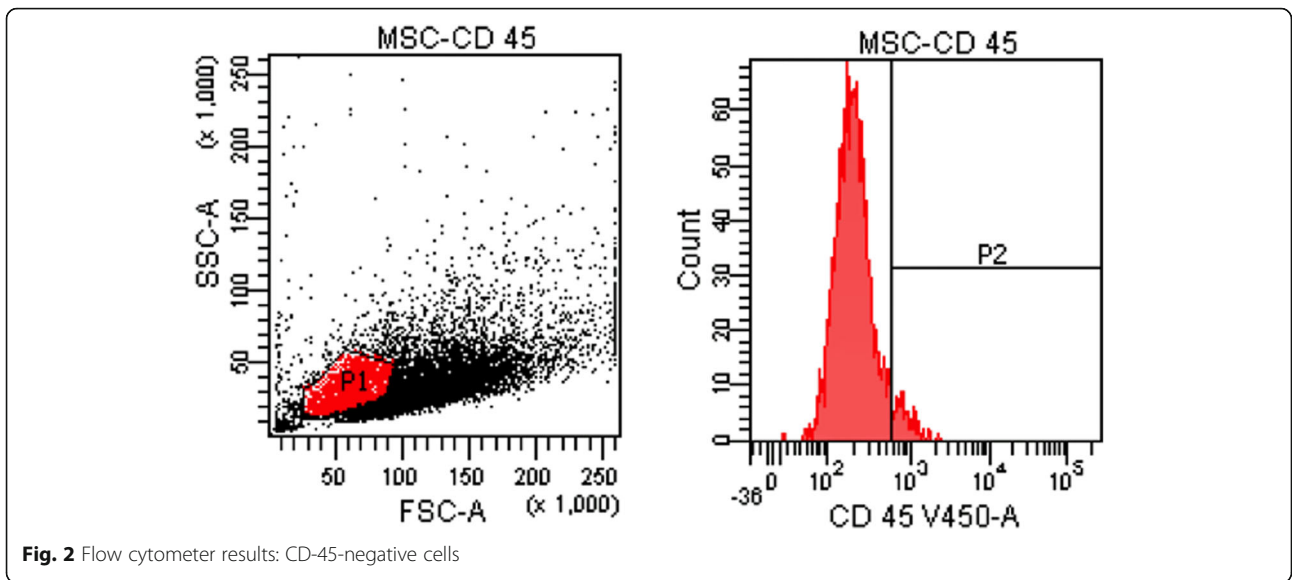 MSC-CD 45
SSC-A
(x 1,000)
250
200
150
100
50
P1
50 100 150 200 250
FSC-A (x 1,000)
MSC-CD 45
Count
60
50
40
30
20
10
0
P2
-36 0 10² 10³ 10⁴ 10⁵
CD 45 V450-A
Fig. 2 Flow cytometer results: CD-45-negative cells